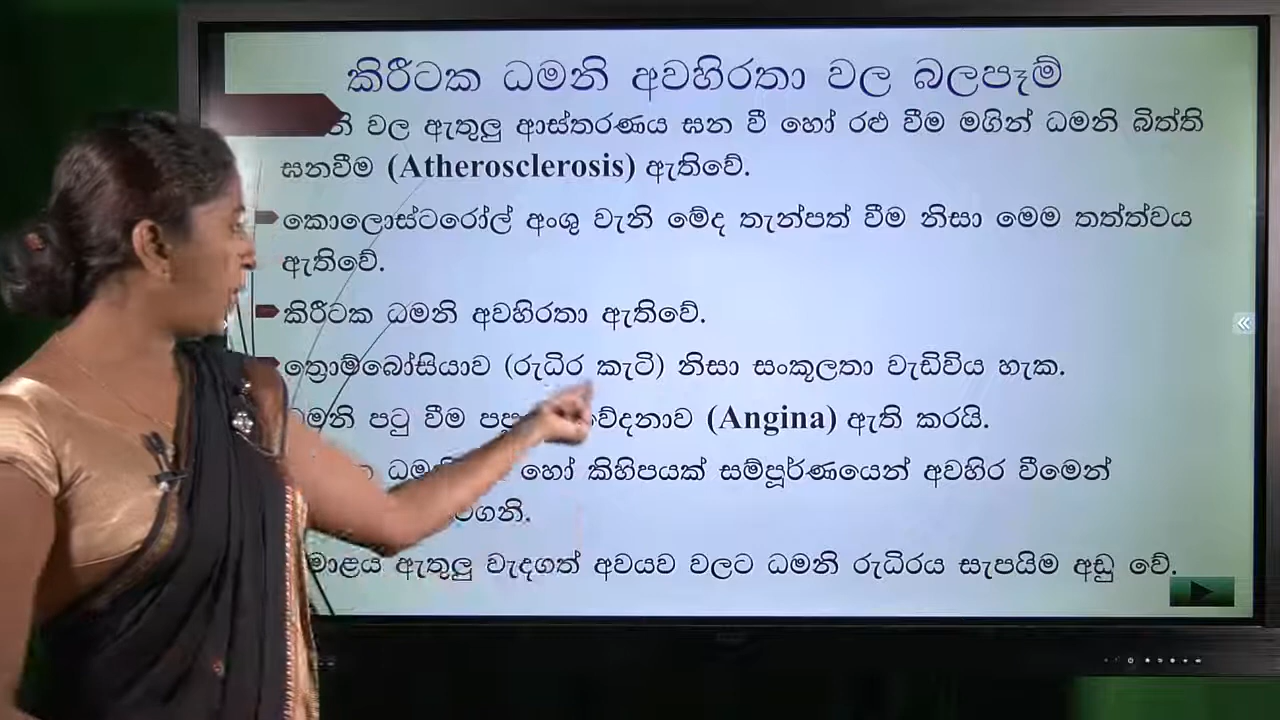 කිරීටක ධමනි අවහිරතා වල බලපෑම්
වල ඇතුලු ආස්තරණය ඝන වී හෝ රළු වීම මගින් ධමනි බිත්ති
ඝනවීම (Atherosclerosis) ඇතිවේ.
කොලොස්ටරෝල් අංශු වැනි මේද තැන්පත් වීම නිසා මෙම තත්ත්වය
ඇතිවේ.
කිරීටක ධමනි අවහිරතා ඇතිවේ.
ත්‍රොම්බෝසියාව (රුධිර කැටි) නිසා සංකූලතා වැඩිවිය හැක.
පටු වීම වේදනාව (Angina) ඇති කරයි.
හෝ කිහිපයක් සම්පූර්ණයෙන් අවහිර වීමෙන්
ඇතුලු වැදගත් අවයව වලට ධමනි රුධිරය සැපයිම අඩු වේ.